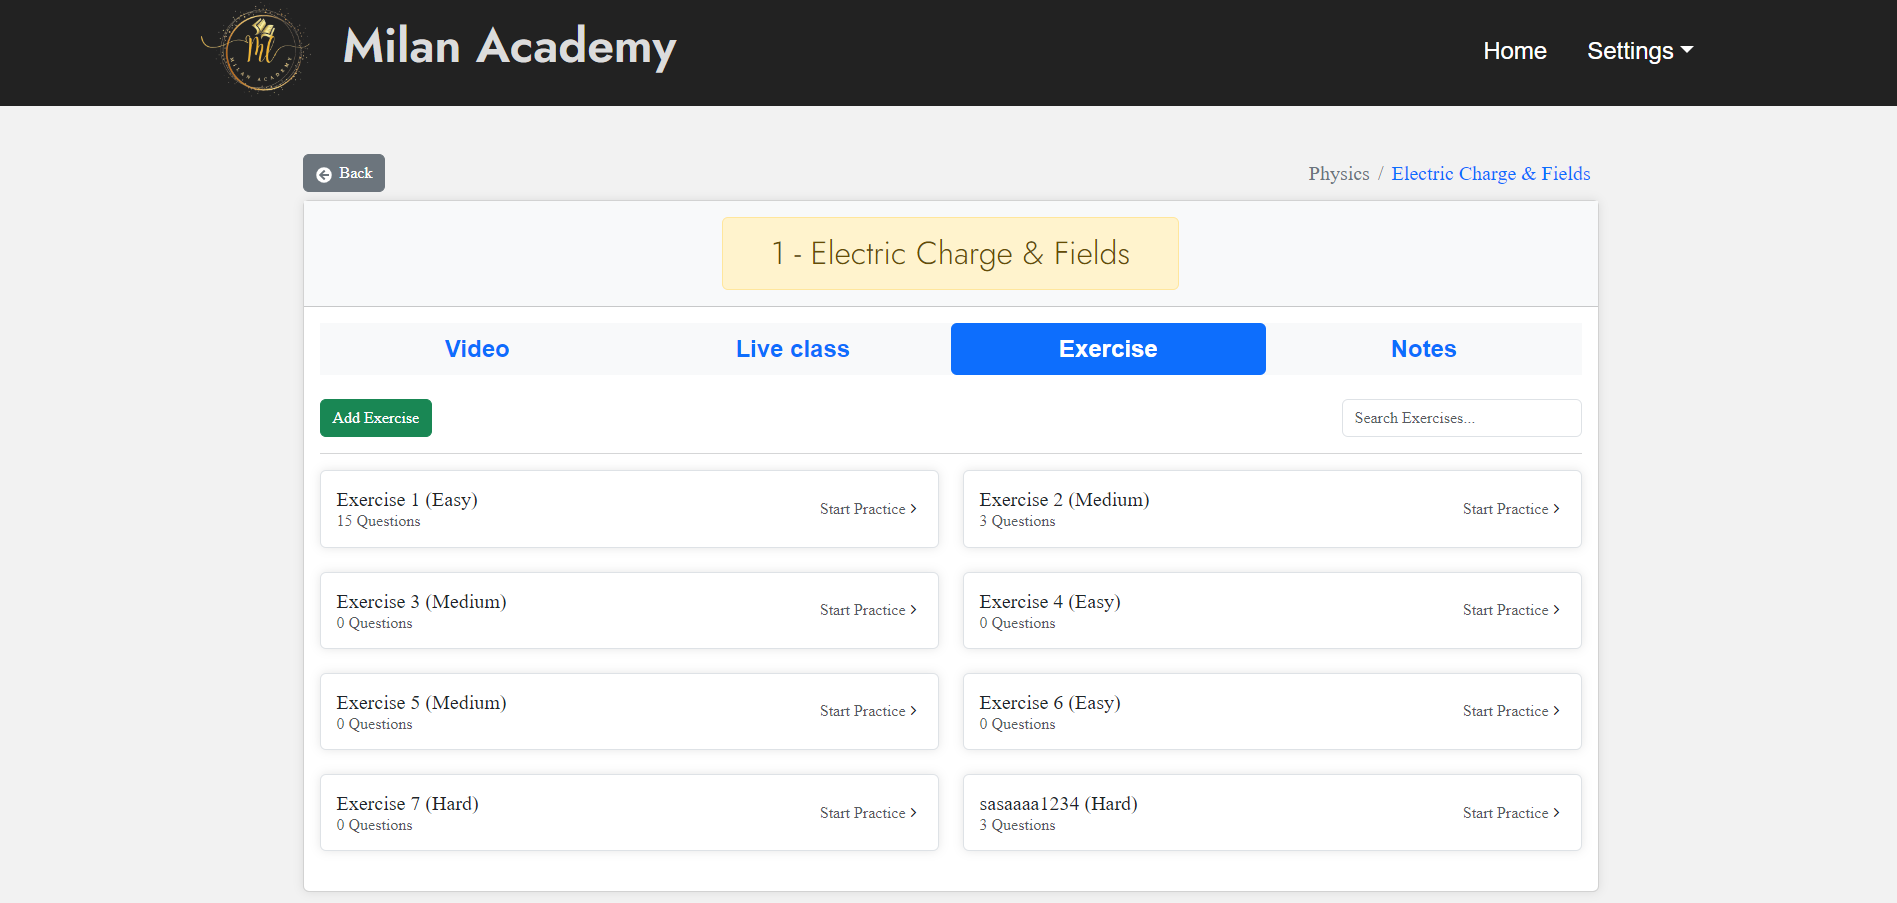 Mt
MILAN ACADEMY
Milan Academy
Home
Settings
Back
Physics / Electric Charge & Fields
1 - Electric Charge & Fields
Video
Live class
Exercise
Notes
Add Exercise
Search Exercises...
Exercise 1 (Easy)
15 Questions
Start Practice
Exercise 2 (Medium)
3 Questions
Start Practice
Exercise 3 (Medium)
0 Questions
Start Practice
Exercise 4 (Easy)
0 Questions
Start Practice
Exercise 5 (Medium)
0 Questions
Start Practice
Exercise 6 (Easy)
0 Questions
Start Practice
Exercise 7 (Hard)
0 Questions
Start Practice
sasaaaa1234 (Hard)
3 Questions
Start Practice